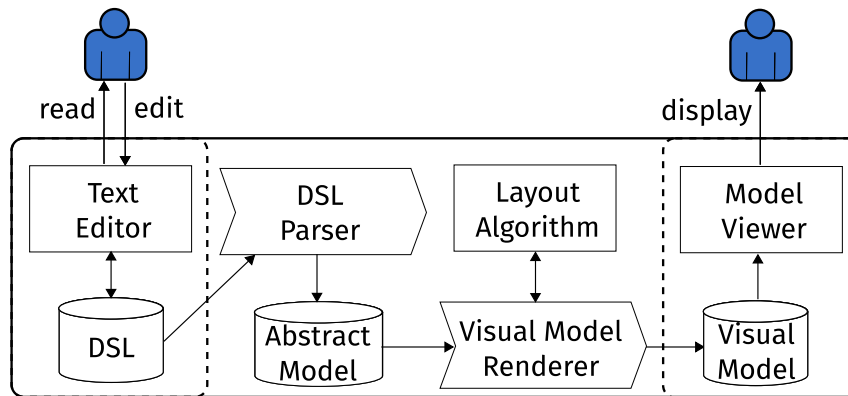 read
edit
display
Text
Editor
DSL
Parser
Layout
Algorithm
Model
Viewer
DSL
Abstract
Model
Visual Model
Renderer
Visual
Model